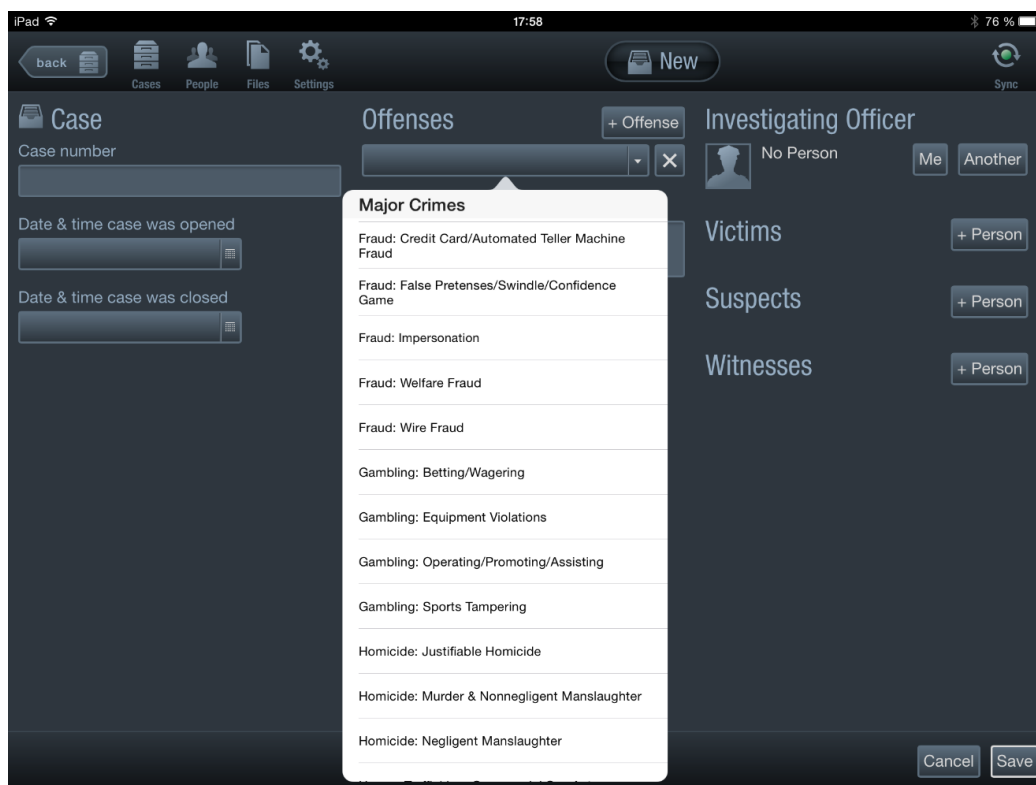 iPad 17:58 76 %
back Cases People Files Settings New Sync
Case
Case number
Date & time case was opened
Date & time case was closed
Offenses + Offense
Major Crimes
Fraud: Credit Card/Automated Teller Machine
Fraud
Fraud: False Pretenses/Swindle/Confidence
Game
Fraud: Impersonation
Fraud: Welfare Fraud
Fraud: Wire Fraud
Gambling: Betting/Wagering
Gambling: Equipment Violations
Gambling: Operating/Promoting/Assisting
Gambling: Sports Tampering
Homicide: Justifiable Homicide
Homicide: Murder & Nonnegligent Manslaughter
Homicide: Negligent Manslaughter
Investigating Officer
No Person Me Another
Victims + Person
Suspects + Person
Witnesses + Person
Cancel Save